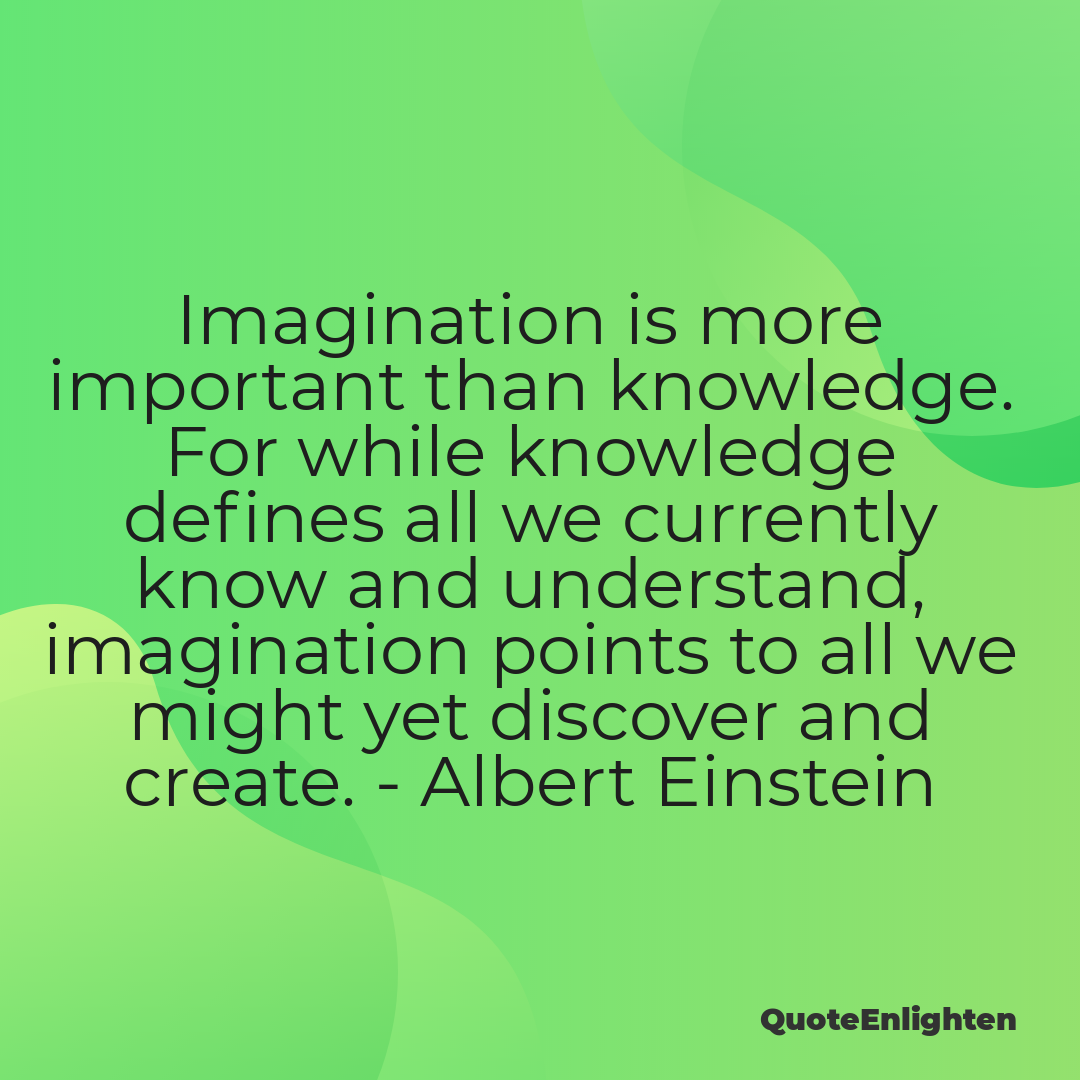 Imagination is more
important than knowledge.
For while knowledge
defines all we currently
know and understand,
imagination points to all we
might yet discover and
create. - Albert Einstein
QuoteEnlighten